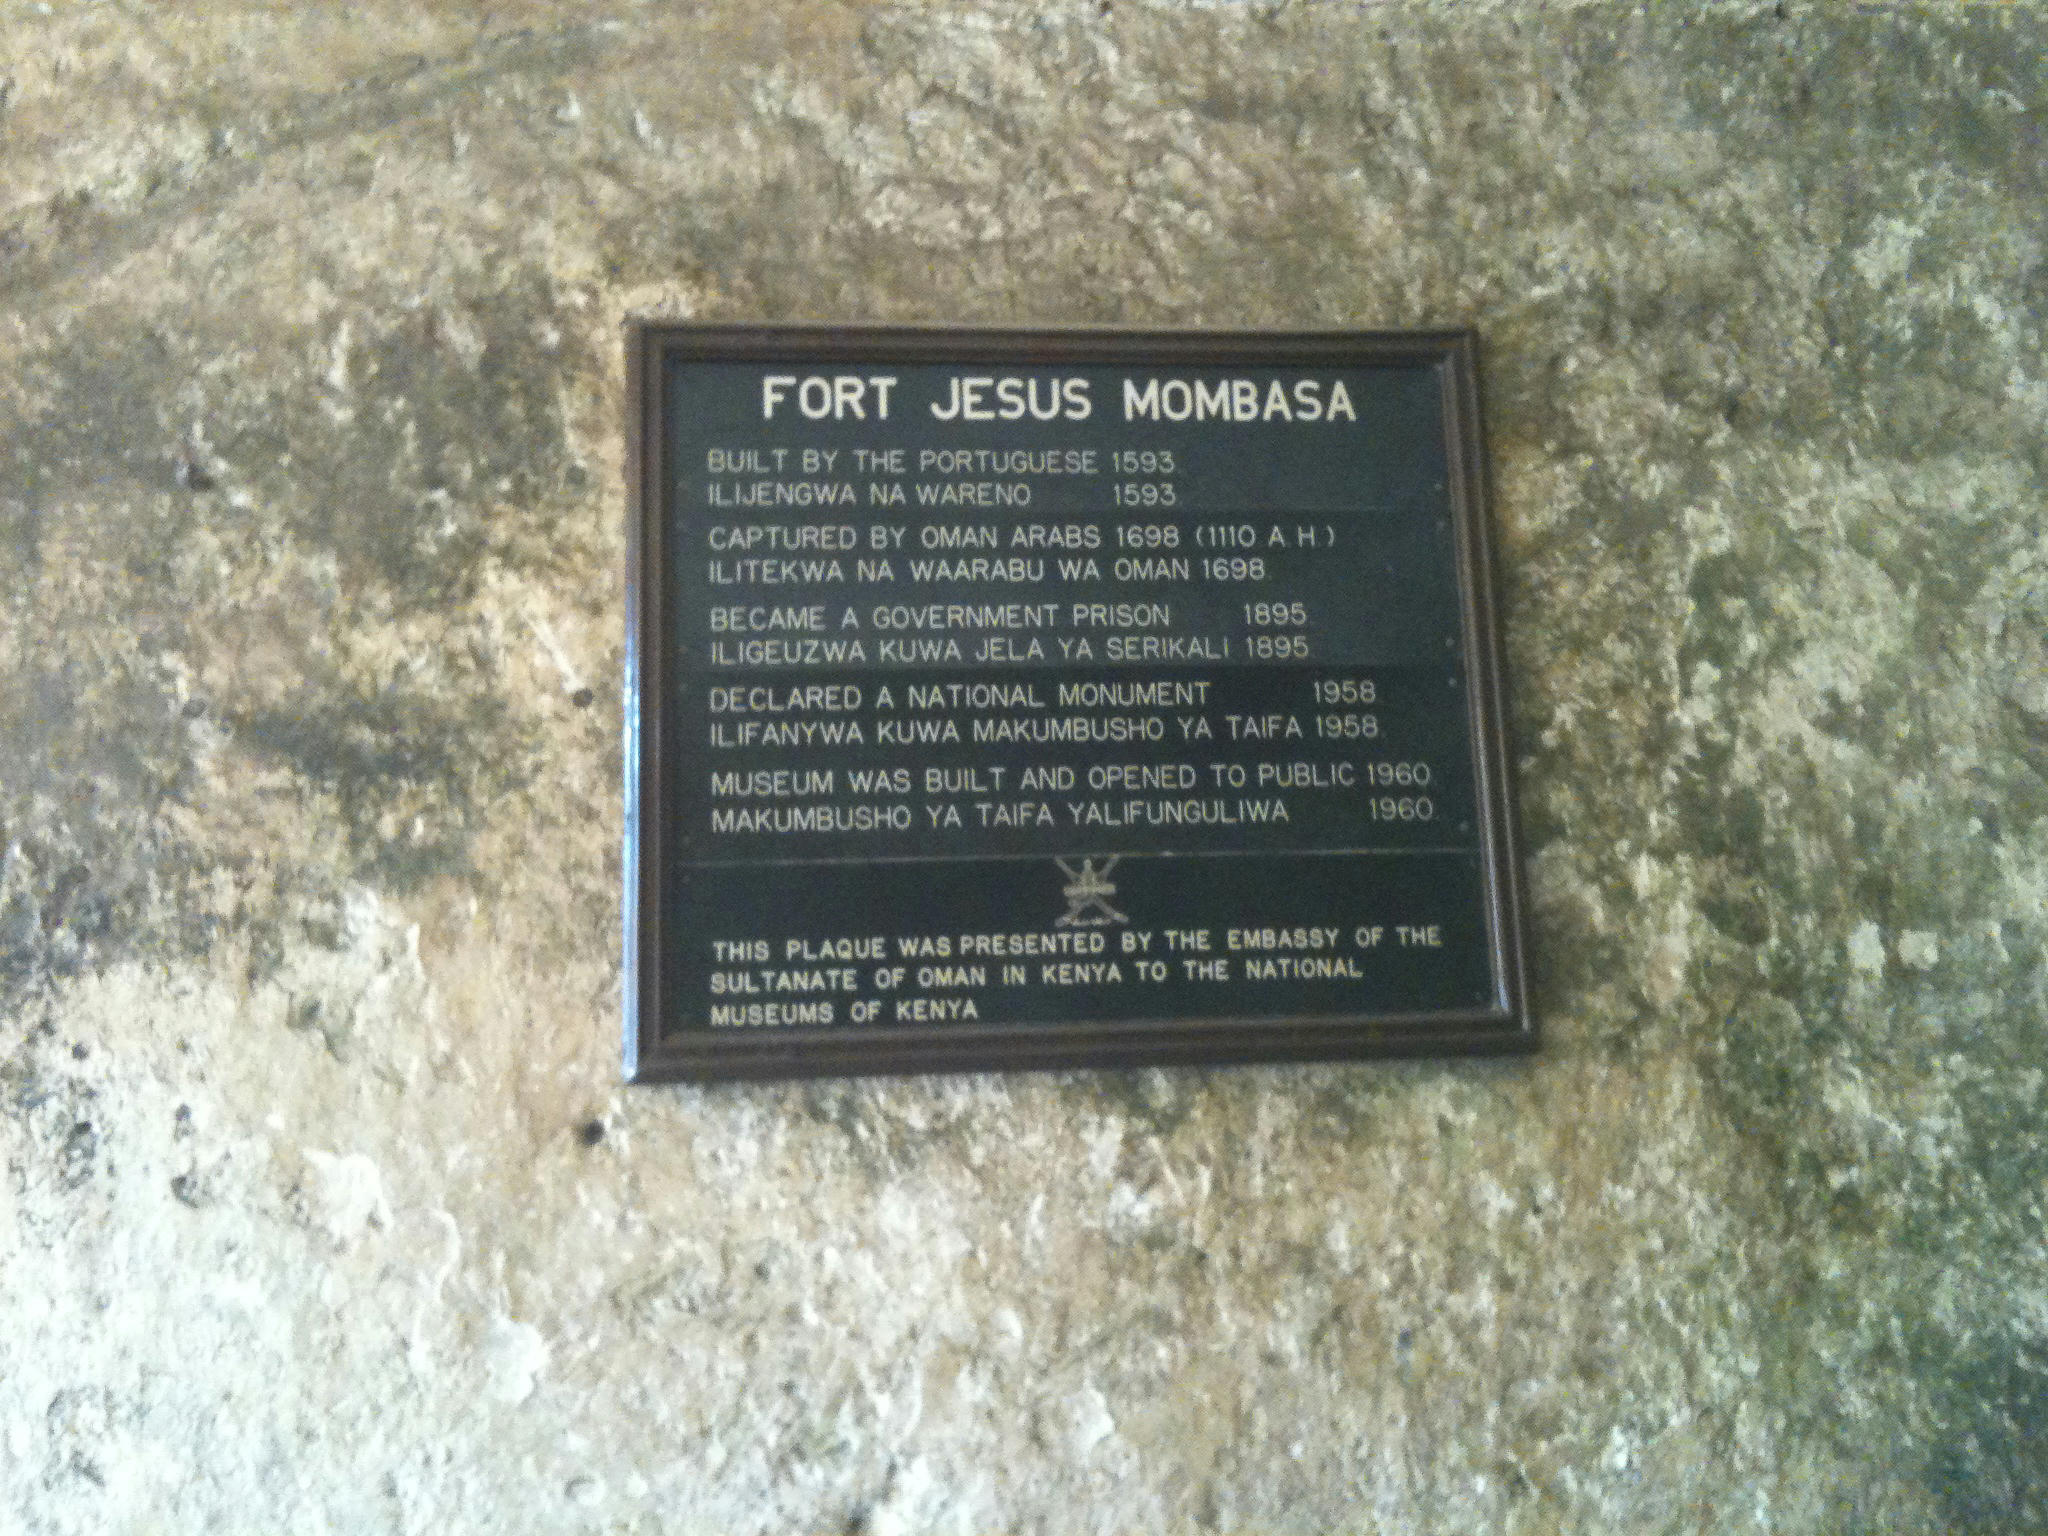 FORT JESUS MOMBASA
BUILT BY THE PORTUGUESE 1593.
ILIJENGWA NA WARENO 1593
CAPTURED BY OMAN ARABS 1698 (1110 A.H.)
ILITEKWA NA WAARABU WA OMAN 1698.
BECAME A GOVERNMENT PRISON 1895
ILIGEUZWA KUWA JELA YA SERIKALI 1895
DECLARED A NATIONAL MONUMENT 1958
ILIFANYWA KUWA MAKUMBUSHO YA TAIFA 1958.
MUSEUM WAS BUILT AND OPENED TO PUBLIC 1960.
MAKUMBUSHO YA TAIFA YALIFUNGULIWA 1960.
THIS PLAQUE WAS PRESENTED BY THE EMBASSY OF THE
SULTANATE OF OMAN IN KENYA TO THE NATIONAL
MUSEUMS OF KENYA